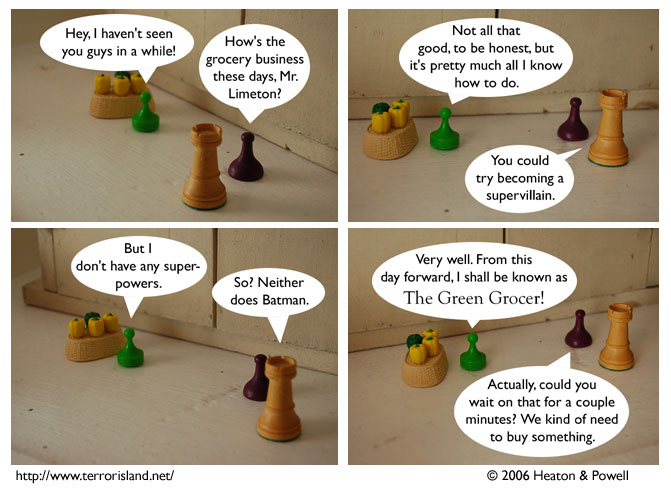 Hey, I haven't seen
you guys in a while!
How's the
grocery business
these days, Mr.
Limeton?
Not all that
good, to be honest, but
it's pretty much all I know
how to do.
You could
try becoming a
supervillain.
But I
don't have any super-
powers.
So? Neither
does Batman.
Very well. From this
day forward, I shall be known as
The Green Grocer!
Actually, could you
wait on that for a couple
minutes? We kind of need
to buy something.
http://www.terrorisland.net/
© 2006 Heaton & Powell